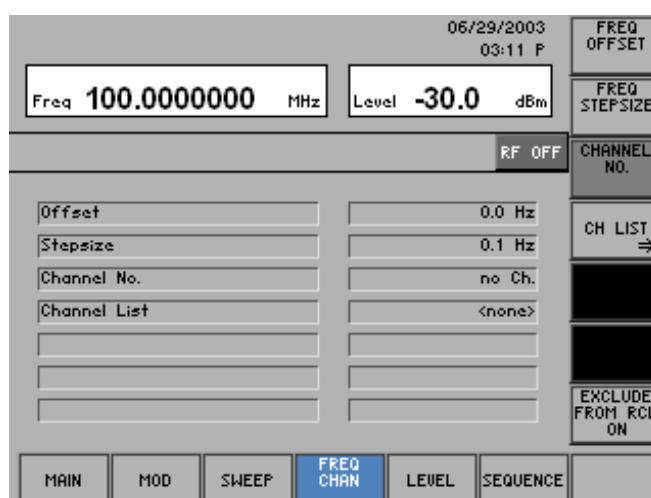 06/29/2003
03:11 P
Freq 100.0000000 MHz
Level -30.0 dBm
RF OFF
Offset 0.0 Hz
Stepsize 0.1 Hz
Channel No. no Ch.
Channel List <none>
FREQ
OFFSET
FREQ
STEPSIZE
CHANNEL
NO.
CH LIST
⇒
EXCLUDE
FROM RCL
ON
MAIN
MOD
SWEEP
FREQ
CHAN
LEVEL
SEQUENCE